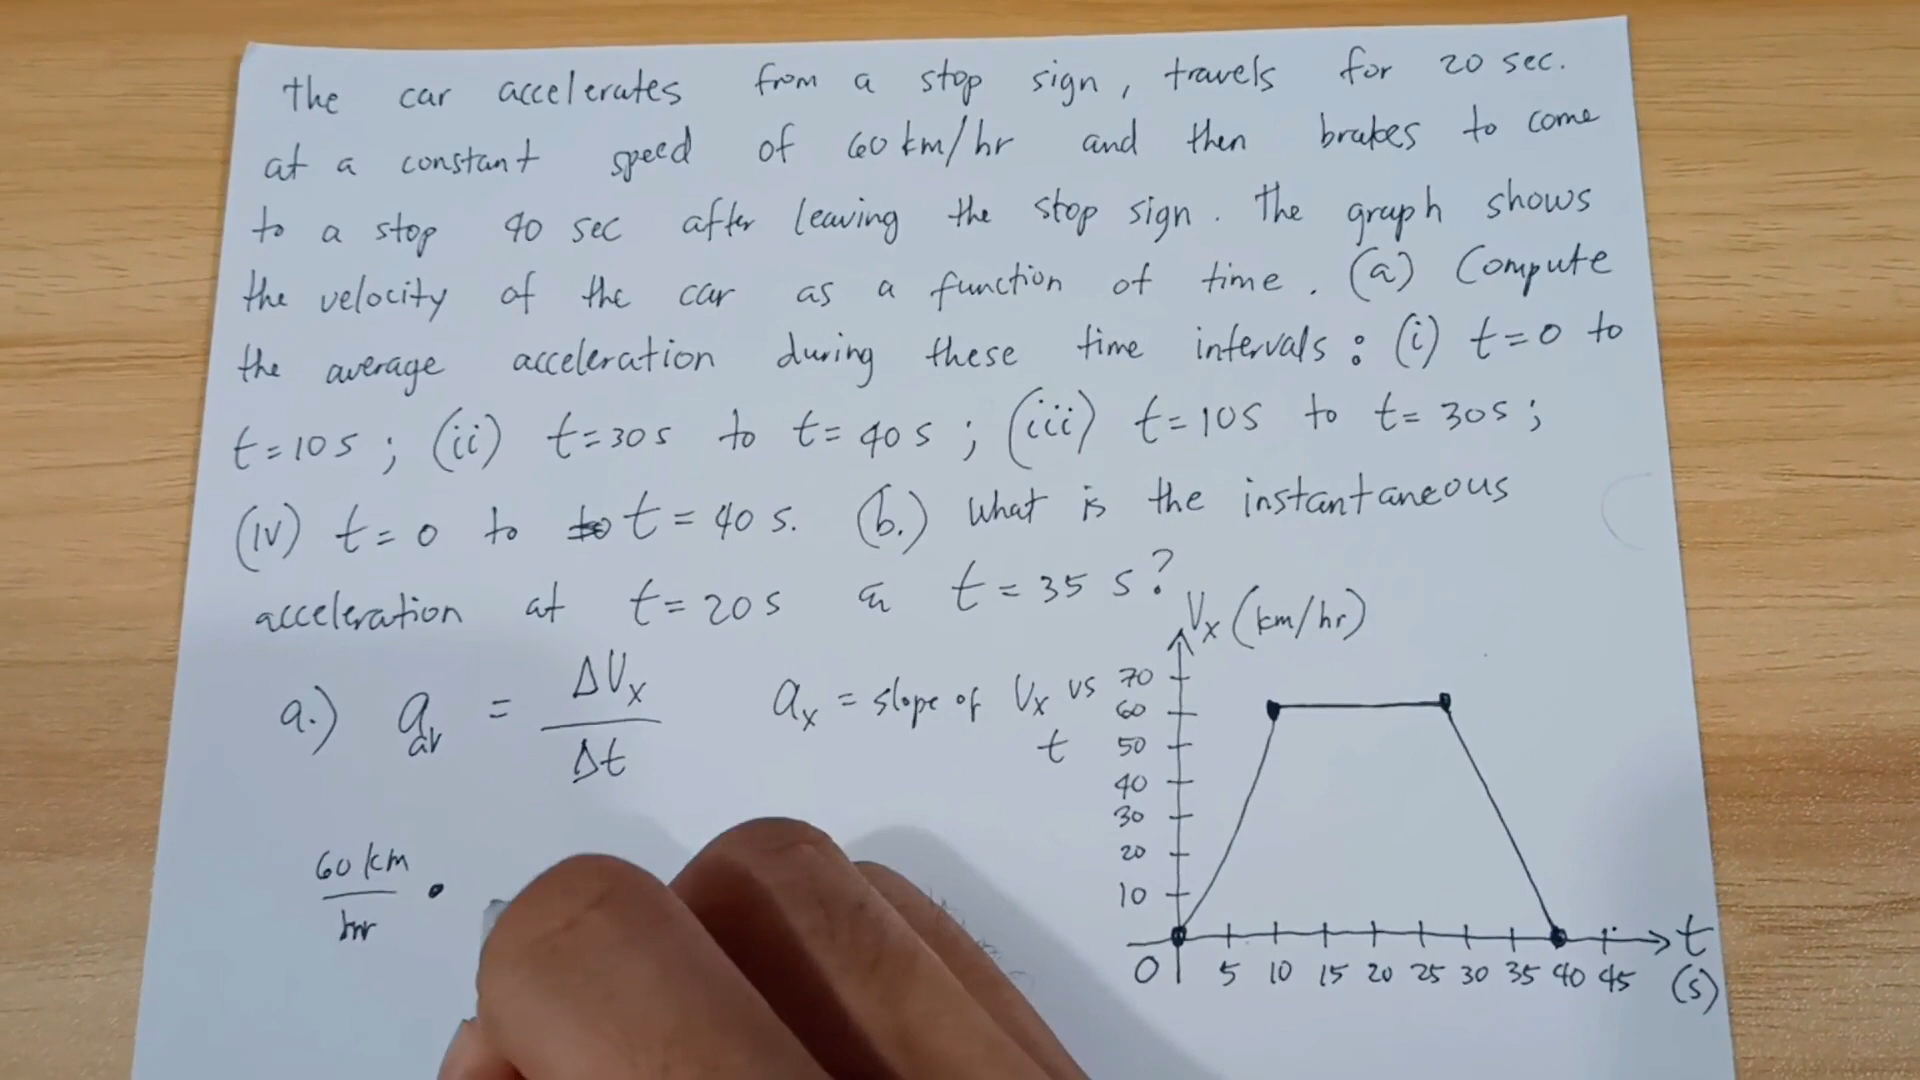 The car accelerates from a stop sign, travels for 20 sec.
at a constant speed of 60 km/hr and then brakes to come
to a stop 40 sec after leaving the stop sign. The graph shows
the velocity of the car as a function of time. (a) Compute
the average acceleration during these time intervals: (i) t=0 to
t=10s; (ii) t=30s to t=40s; (iii) t=10s to t=30s;
(iv) t=0 to t=40s. (b.) What is the instantaneous
acceleration at t=20s & t=35 s?
a.) a_av = ΔVx / Δt
ax = slope of Vx vs
t
60 km / hr •
Vx (km/hr)
70
60
50
40
30
20
10
0 5 10 15 20 25 30 35 40 45
t
(s)